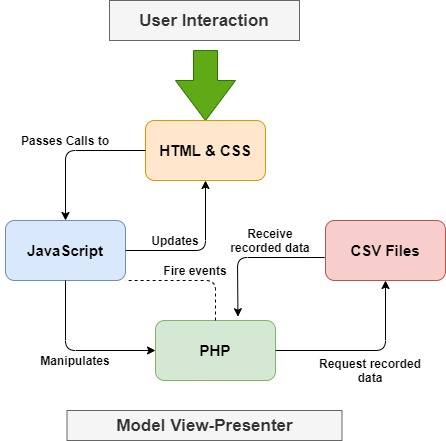 User Interaction
HTML & CSS
Passes Calls to
Updates
Receive
recorded data
JavaScript
CSV Files
Fire events
PHP
Manipulates
Request recorded
data
Model View-Presenter